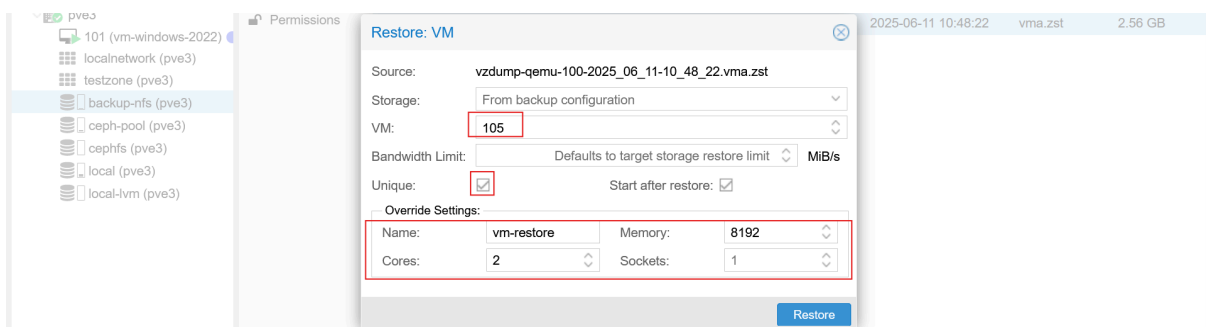 pve3
Permissions
101 (vm-windows-2022)
localnetwork (pve3)
testzone (pve3)
backup-nfs (pve3)
ceph-pool (pve3)
cephfs (pve3)
local (pve3)
local-lvm (pve3)
Restore: VM
2025-06-11 10:48:22 vma.zst 2.56 GB
Source: vzdump-qemu-100-2025_06_11-10_48_22.vma.zst
Storage: From backup configuration
VM: 105
Bandwidth Limit: Defaults to target storage restore limit MiB/s
Unique: Start after restore:
Override Settings:
Name: vm-restore Memory: 8192
Cores: 2 Sockets: 1
Restore